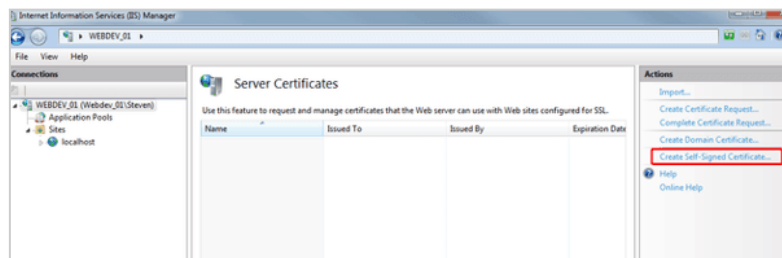 Internet Information Services (IIS) Manager
WEBDEV_01
File View Help
Connections
WEBDEV_01 (Webdev_01\Steven)
Application Pools
Sites
localhost
Server Certificates
Use this feature to request and manage certificates that the Web server can use with Web sites configured for SSL.
Name Issued To Issued By Expiration Date
Actions
Import...
Create Certificate Request...
Complete Certificate Request...
Create Domain Certificate...
Create Self-Signed Certificate...
Help
Online Help